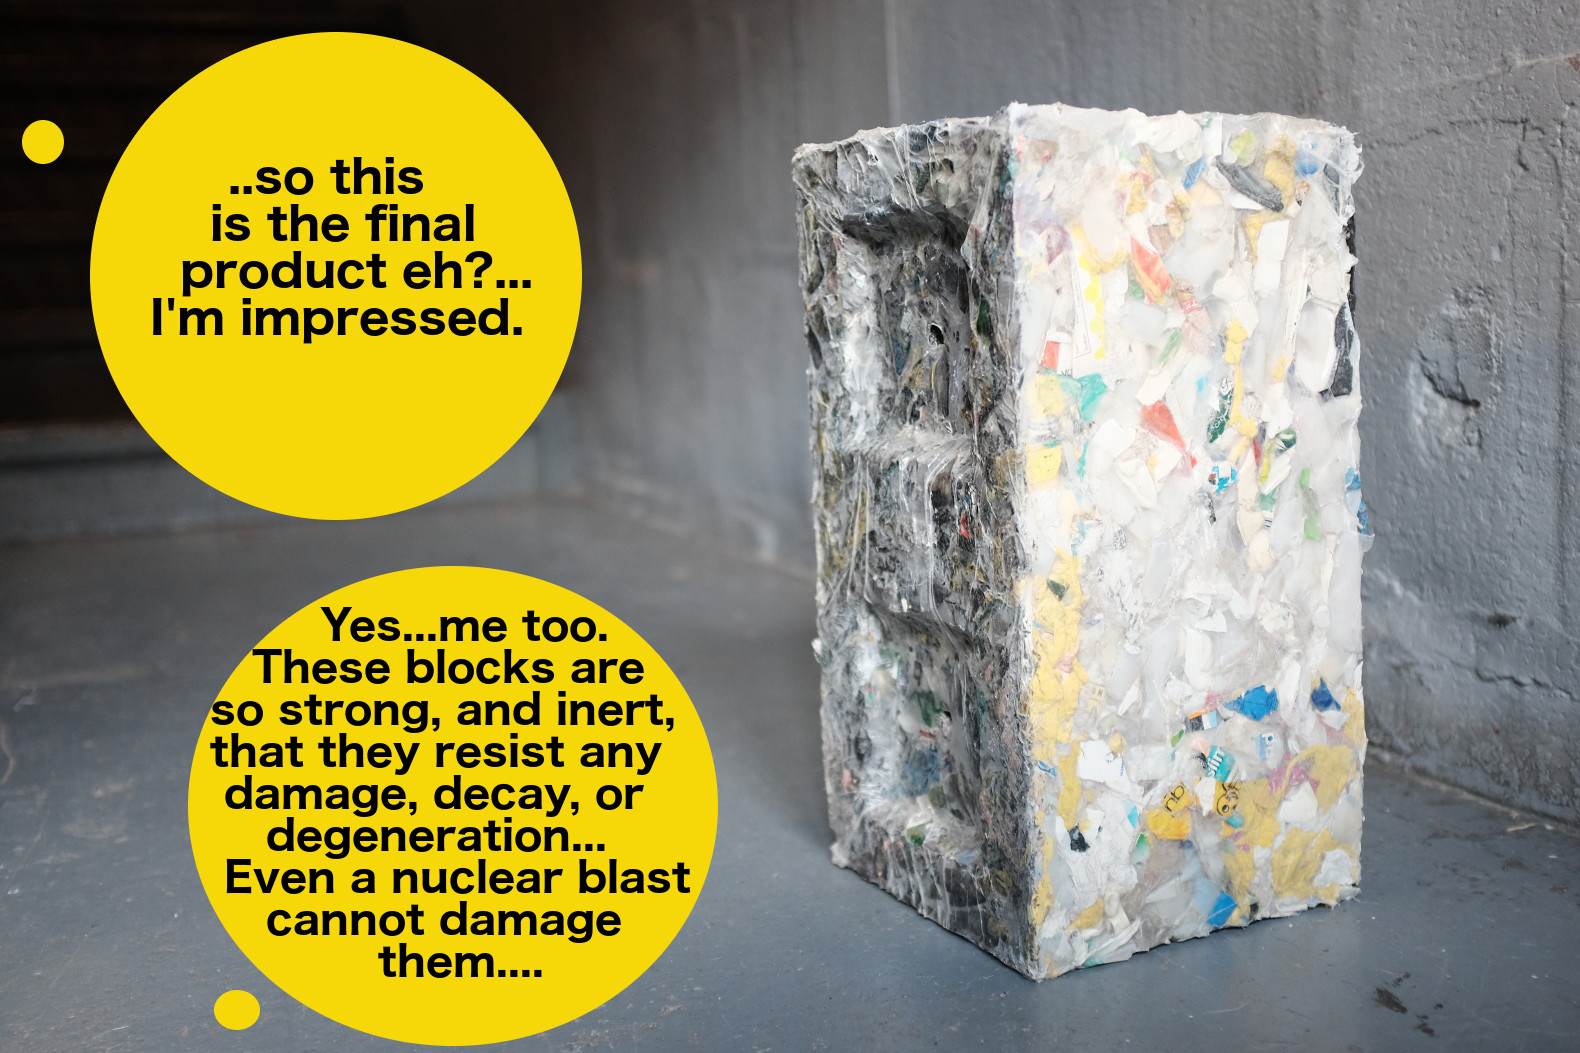 ..so this
is the final
product eh?...
I'm impressed.
Yes...me too.
These blocks are
so strong, and inert,
that they resist any
damage, decay, or
degeneration...
Even a nuclear blast
cannot damage
them....